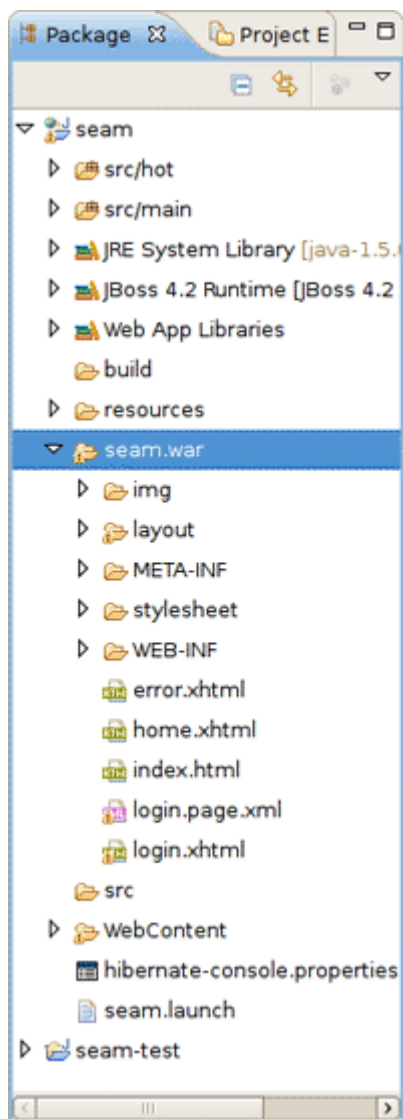 Package Project E
seam
src/hot
src/main
JRE System Library [java-1.5.
JBoss 4.2 Runtime [JBoss 4.2
Web App Libraries
build
resources
seam.war
img
layout
META-INF
stylesheet
WEB-INF
error.xhtml
home.xhtml
index.html
login.page.xml
login.xhtml
src
WebContent
hibernate-console.properties
seam.launch
seam-test